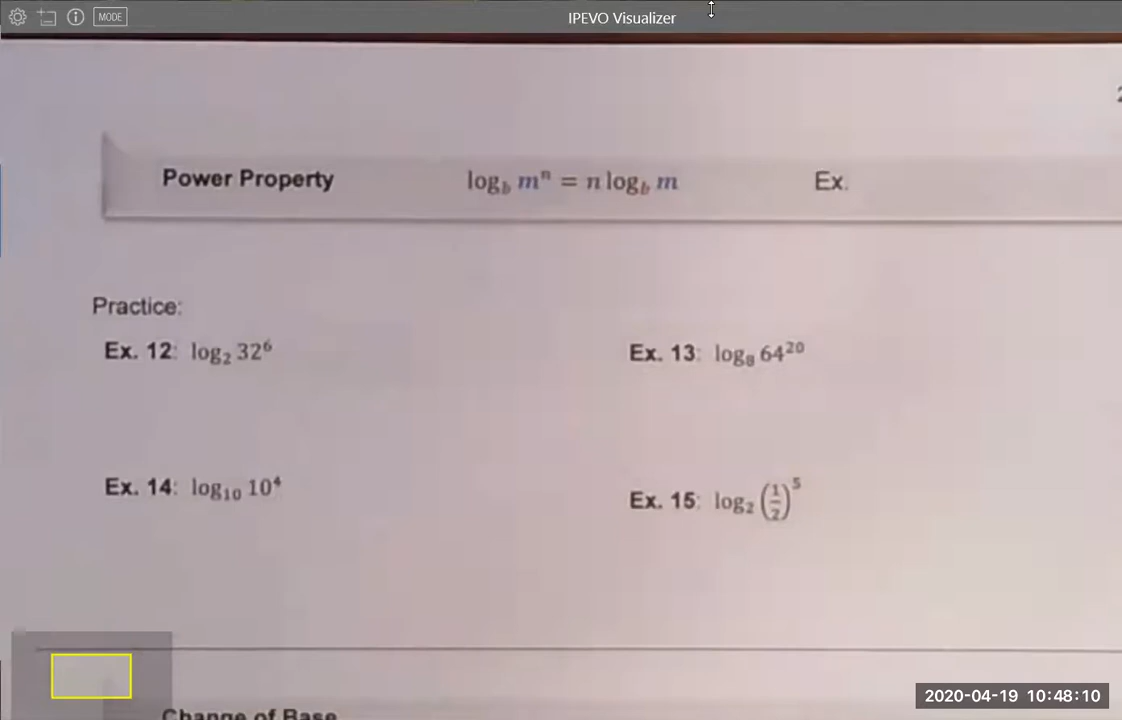 MODE
IPEVO Visualizer
Power Property log_b m^n = n log_b m Ex.
Practice:
Ex. 12: log₂ 32⁶ Ex. 13: log₈ 64²⁰
Ex. 14: log₁₀ 10⁴ Ex. 15: log₂ (1/2)⁵
Change of Base
2020-04-19 10:48:10